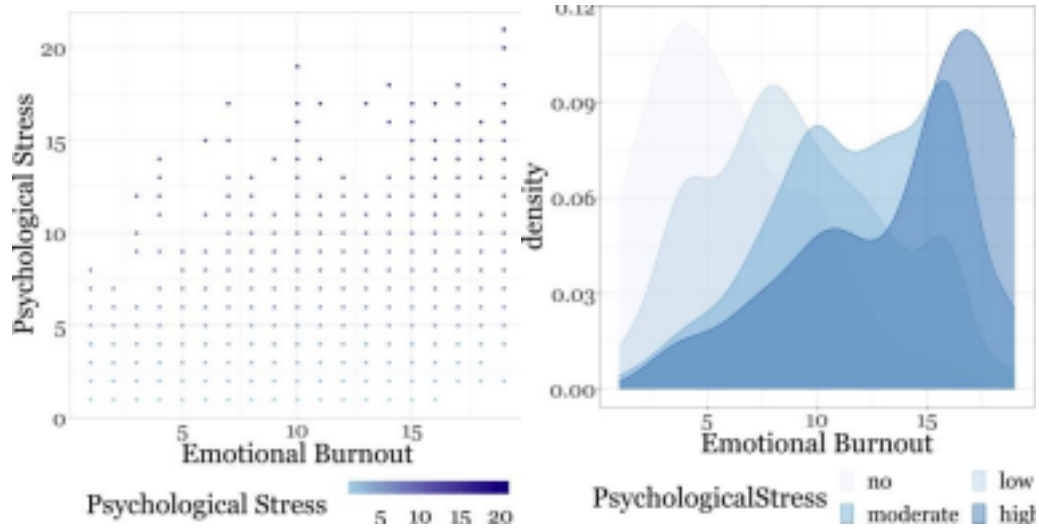 Psychological Stress
20
15
10
5
0
5 10 15
Emotional Burnout
Psychological Stress
5 10 15 20
density
0.12
0.09
0.06
0.03
0.00
5 10 15
Emotional Burnout
PsychologicalStress
no low
moderate high